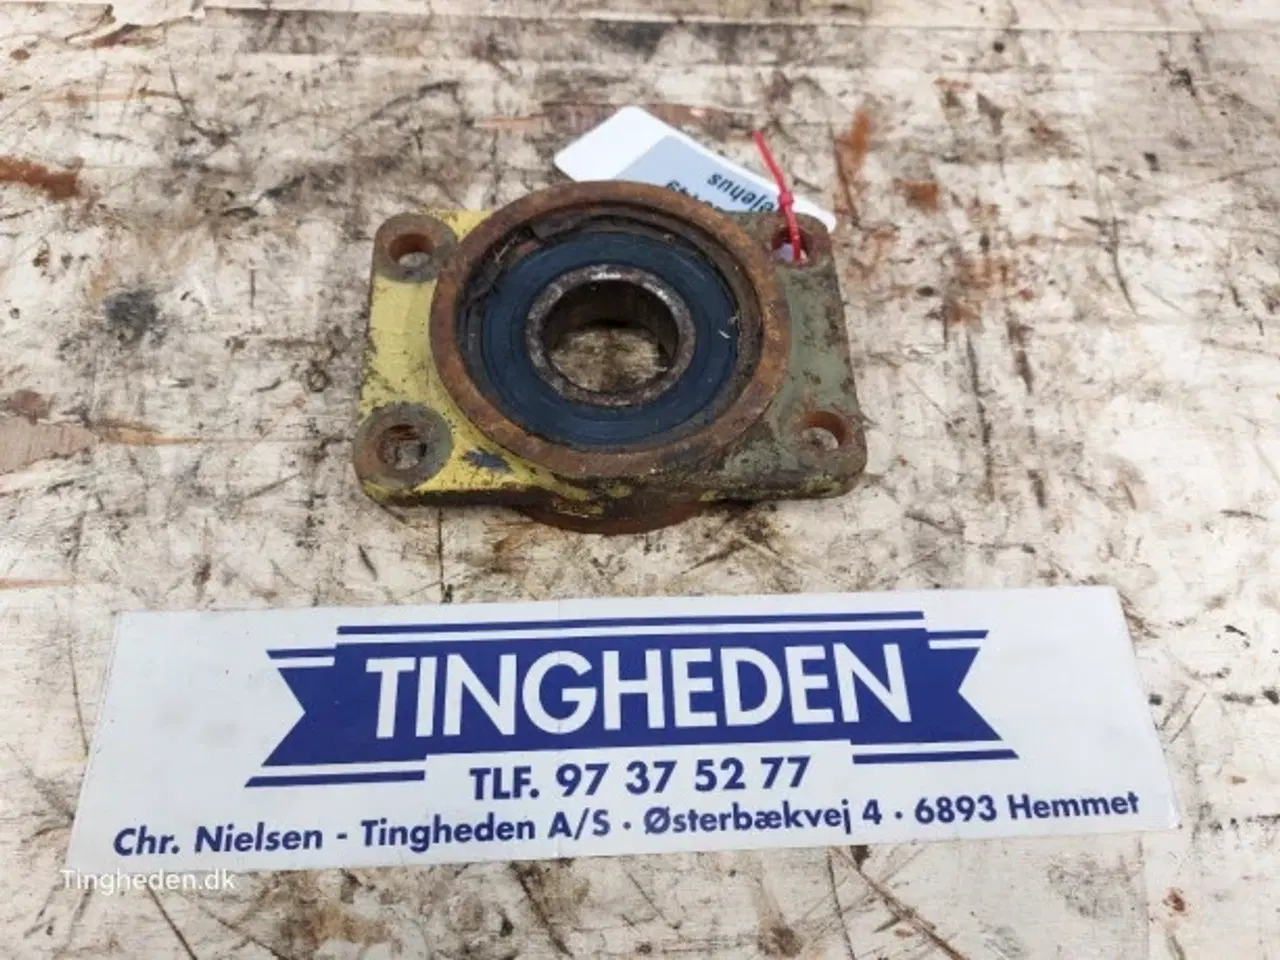 TINGHEDEN
TLF. 97 37 52 77
Chr. Nielsen - Tingheden A/S · Østerbækvej 4 · 6893 Hemmet
Tingheden.dk